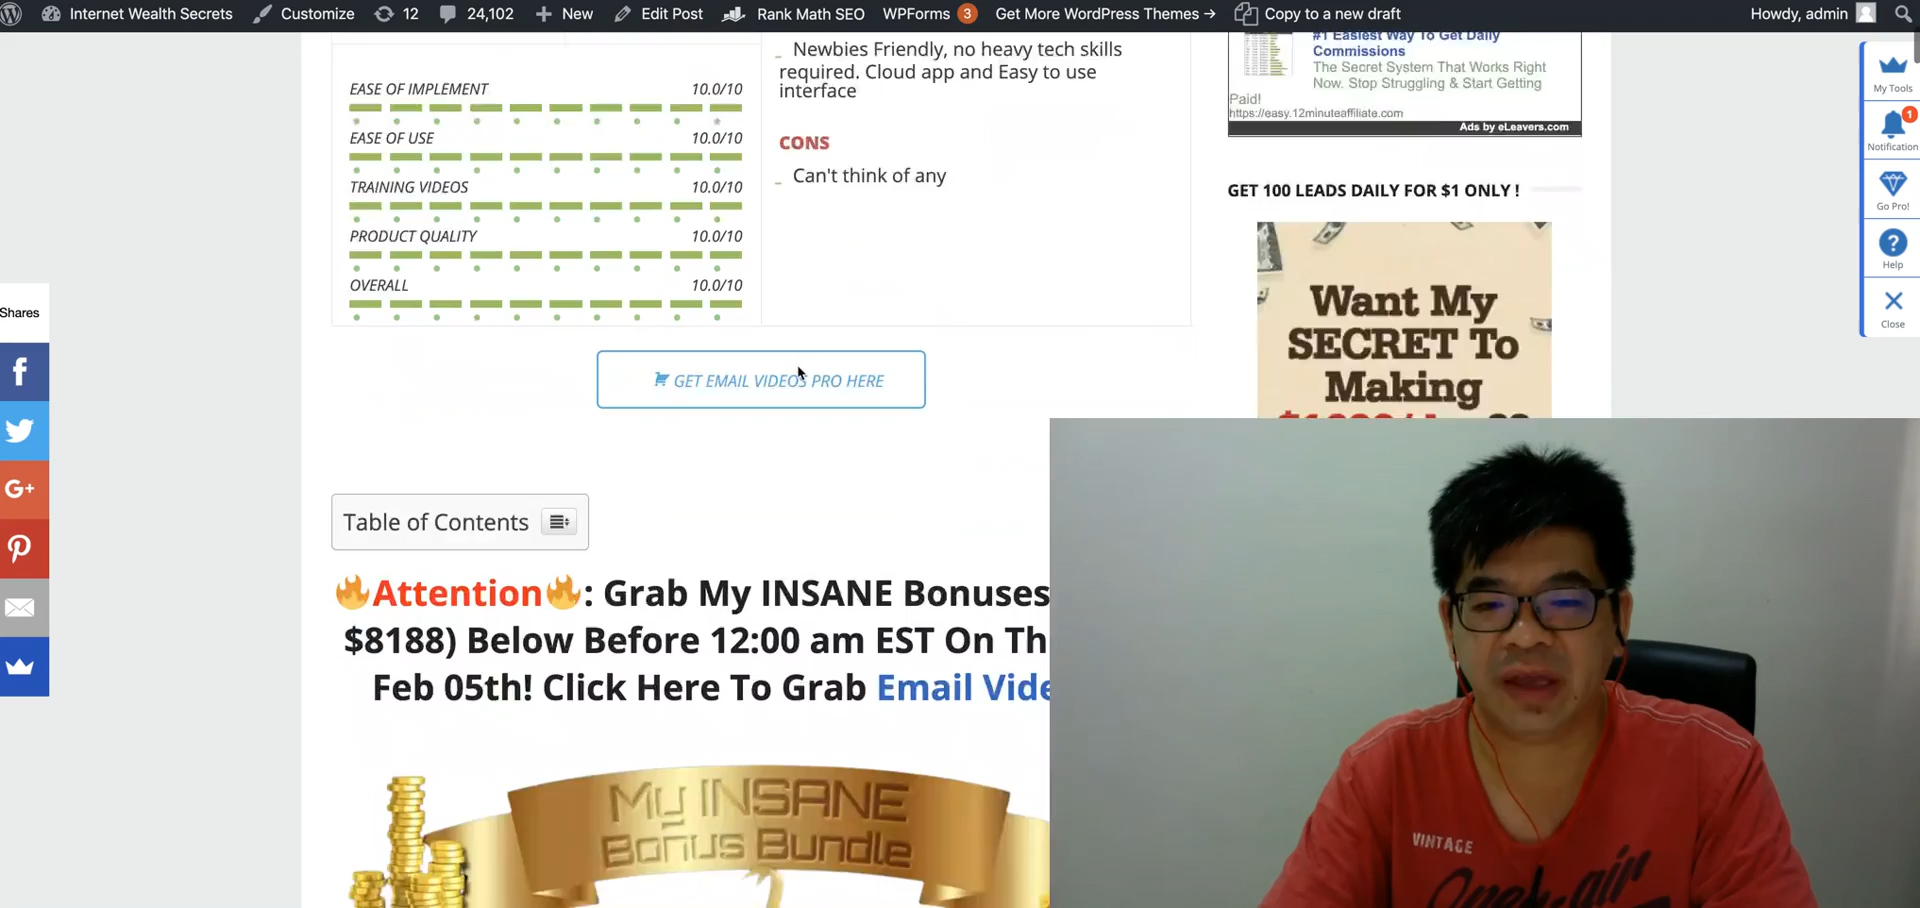 Internet Wealth Secrets Customize 12 24,102 New Edit Post Rank Math SEO WPForms 3 Get More WordPress Themes → Copy to a new draft Howdy, admin
Newbies Friendly, no heavy tech skills
required. Cloud app and Easy to use
interface
EASE OF IMPLEMENT 10.0/10
EASE OF USE 10.0/10
TRAINING VIDEOS 10.0/10
PRODUCT QUALITY 10.0/10
OVERALL 10.0/10
CONS
Can't think of any
GET EMAIL VIDEOS PRO HERE
#1 Easiest Way To Get Daily
Commissions
The Secret System That Works Right
Now. Stop Struggling & Start Getting
Paid!
https://easy.12minuteaffiliate.com
Ads by eLeavers.com
GET 100 LEADS DAILY FOR $1 ONLY !
Want My
SECRET To
Making
My Tools
1
Notification
Go Pro!
Help
Close
Shares
Table of Contents
Attention: Grab My INSANE Bonuses
$8188) Below Before 12:00 am EST On Th
Feb 05th! Click Here To Grab Email Vide
My INSANE
Bonus Bundle
VINTAGE